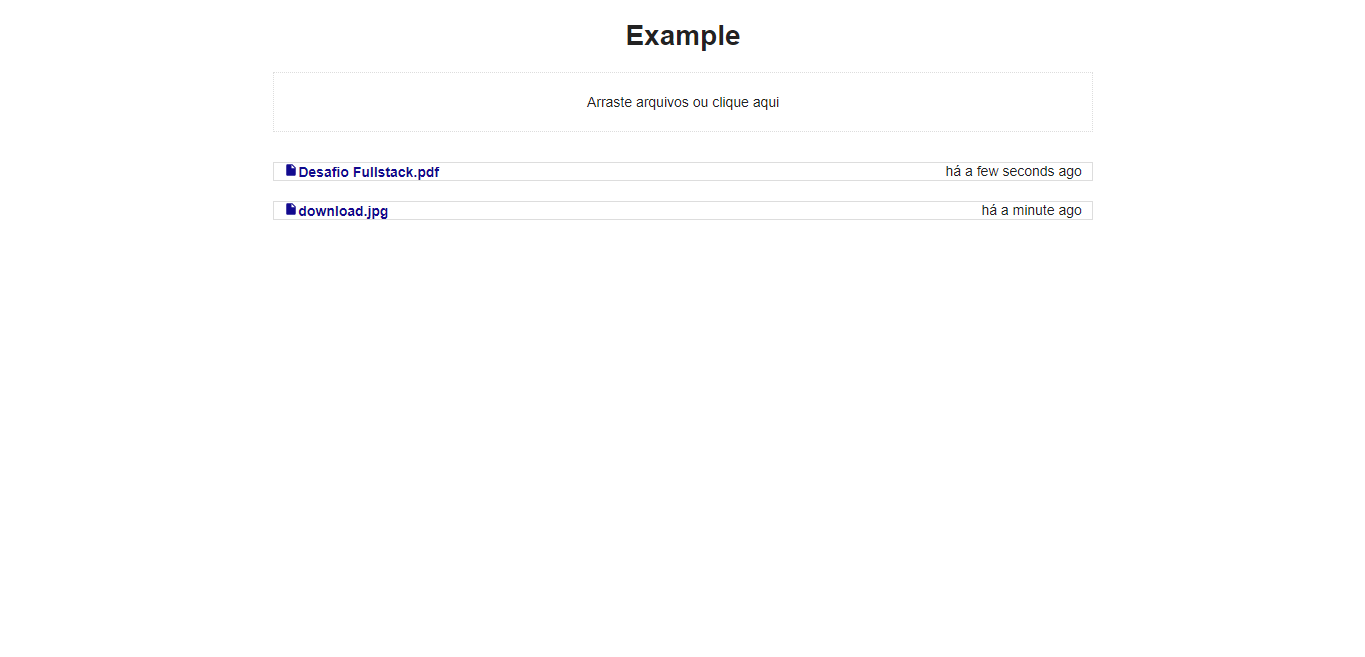 Example
Arraste arquivos ou clique aqui
Desafio Fullstack.pdf há a few seconds ago
download.jpg há a minute ago